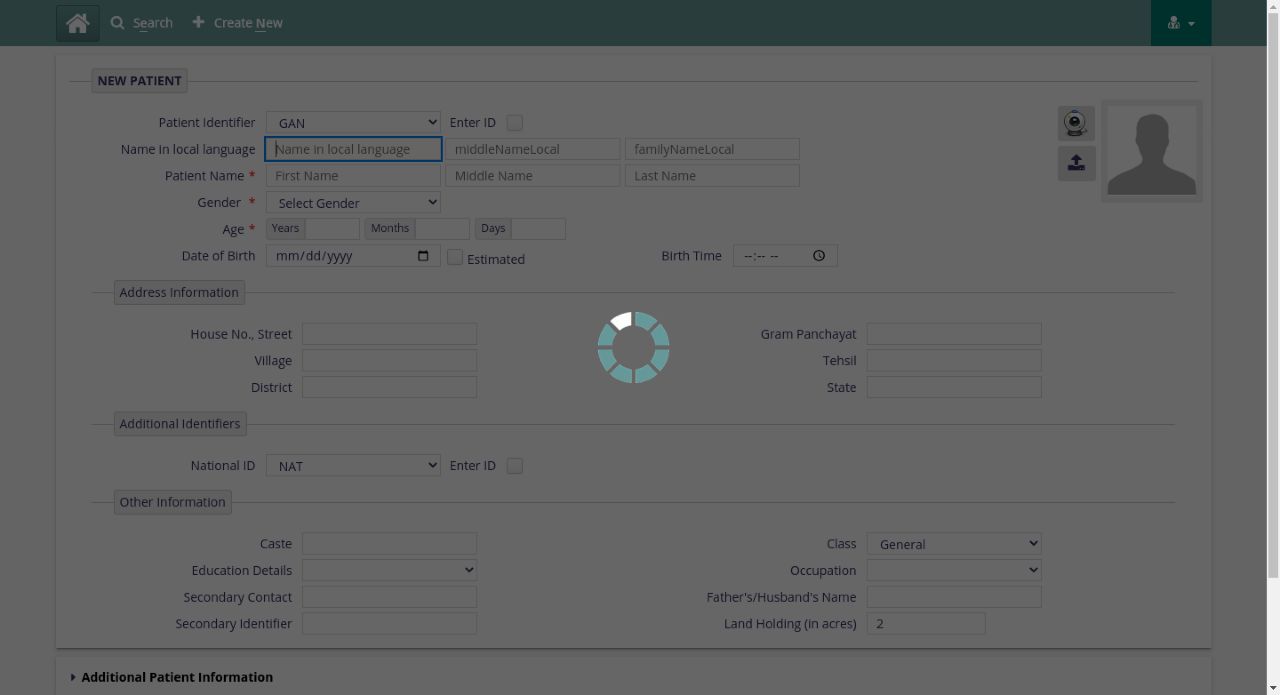 Search Create New
NEW PATIENT
Patient Identifier GAN Enter ID
Name in local language Name in local language middleNameLocal familyNameLocal
Patient Name * First Name Middle Name Last Name
Gender * Select Gender
Age * Years Months Days
Date of Birth mm/dd/yyyy Estimated Birth Time --:-- --
Address Information
House No., Street Gram Panchayat
Village Tehsil
District State
Additional Identifiers
National ID NAT Enter ID
Other Information
Caste Class General
Education Details Occupation
Secondary Contact Father's/Husband's Name
Secondary Identifier Land Holding (in acres) 2
Additional Patient Information